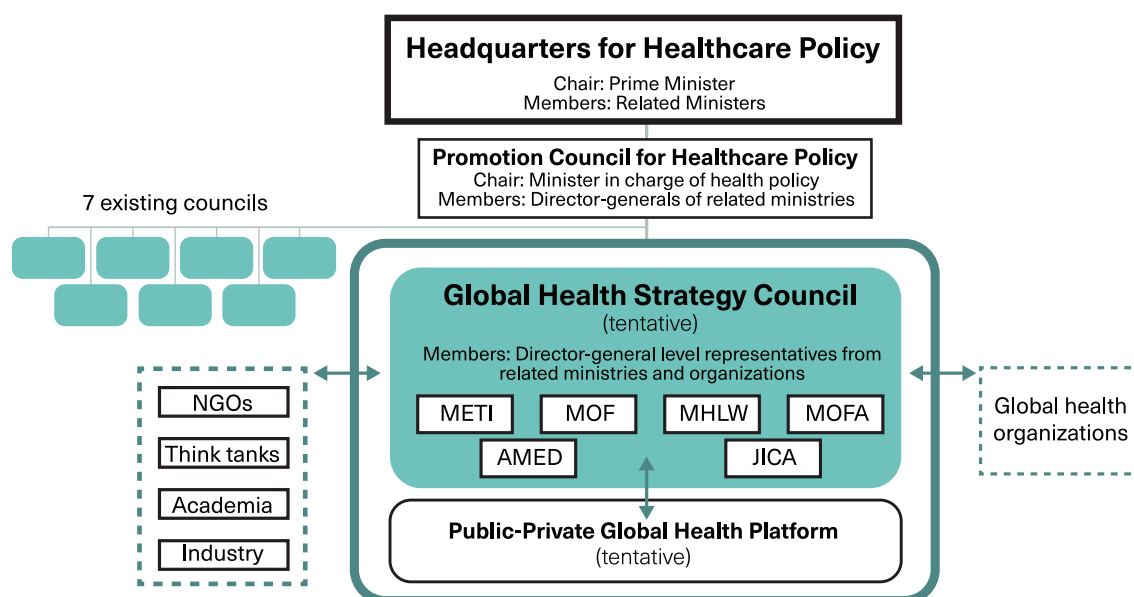 Headquarters for Healthcare Policy
Chair: Prime Minister
Members: Related Ministers
Promotion Council for Healthcare Policy
Chair: Minister in charge of health policy
Members: Director-generals of related ministries
7 existing councils
Global Health Strategy Council
(tentative)
Members: Director-general level representatives from
related ministries and organizations
METI
MOF
MHLW
MOFA
AMED
JICA
Public-Private Global Health Platform
(tentative)
NGOs
Think tanks
Academia
Industry
Global health
organizations